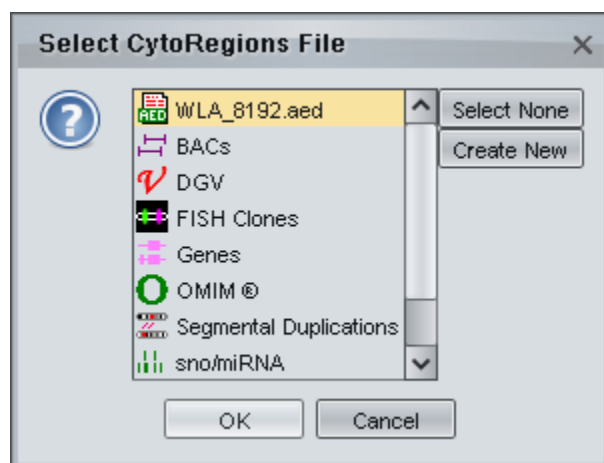 Select CytoRegions File
AED WLA_8192.aed
BACs
DGV
FISH Clones
Genes
OMIM ®
Segmental Duplications
sno/miRNA
Select None
Create New
OK
Cancel